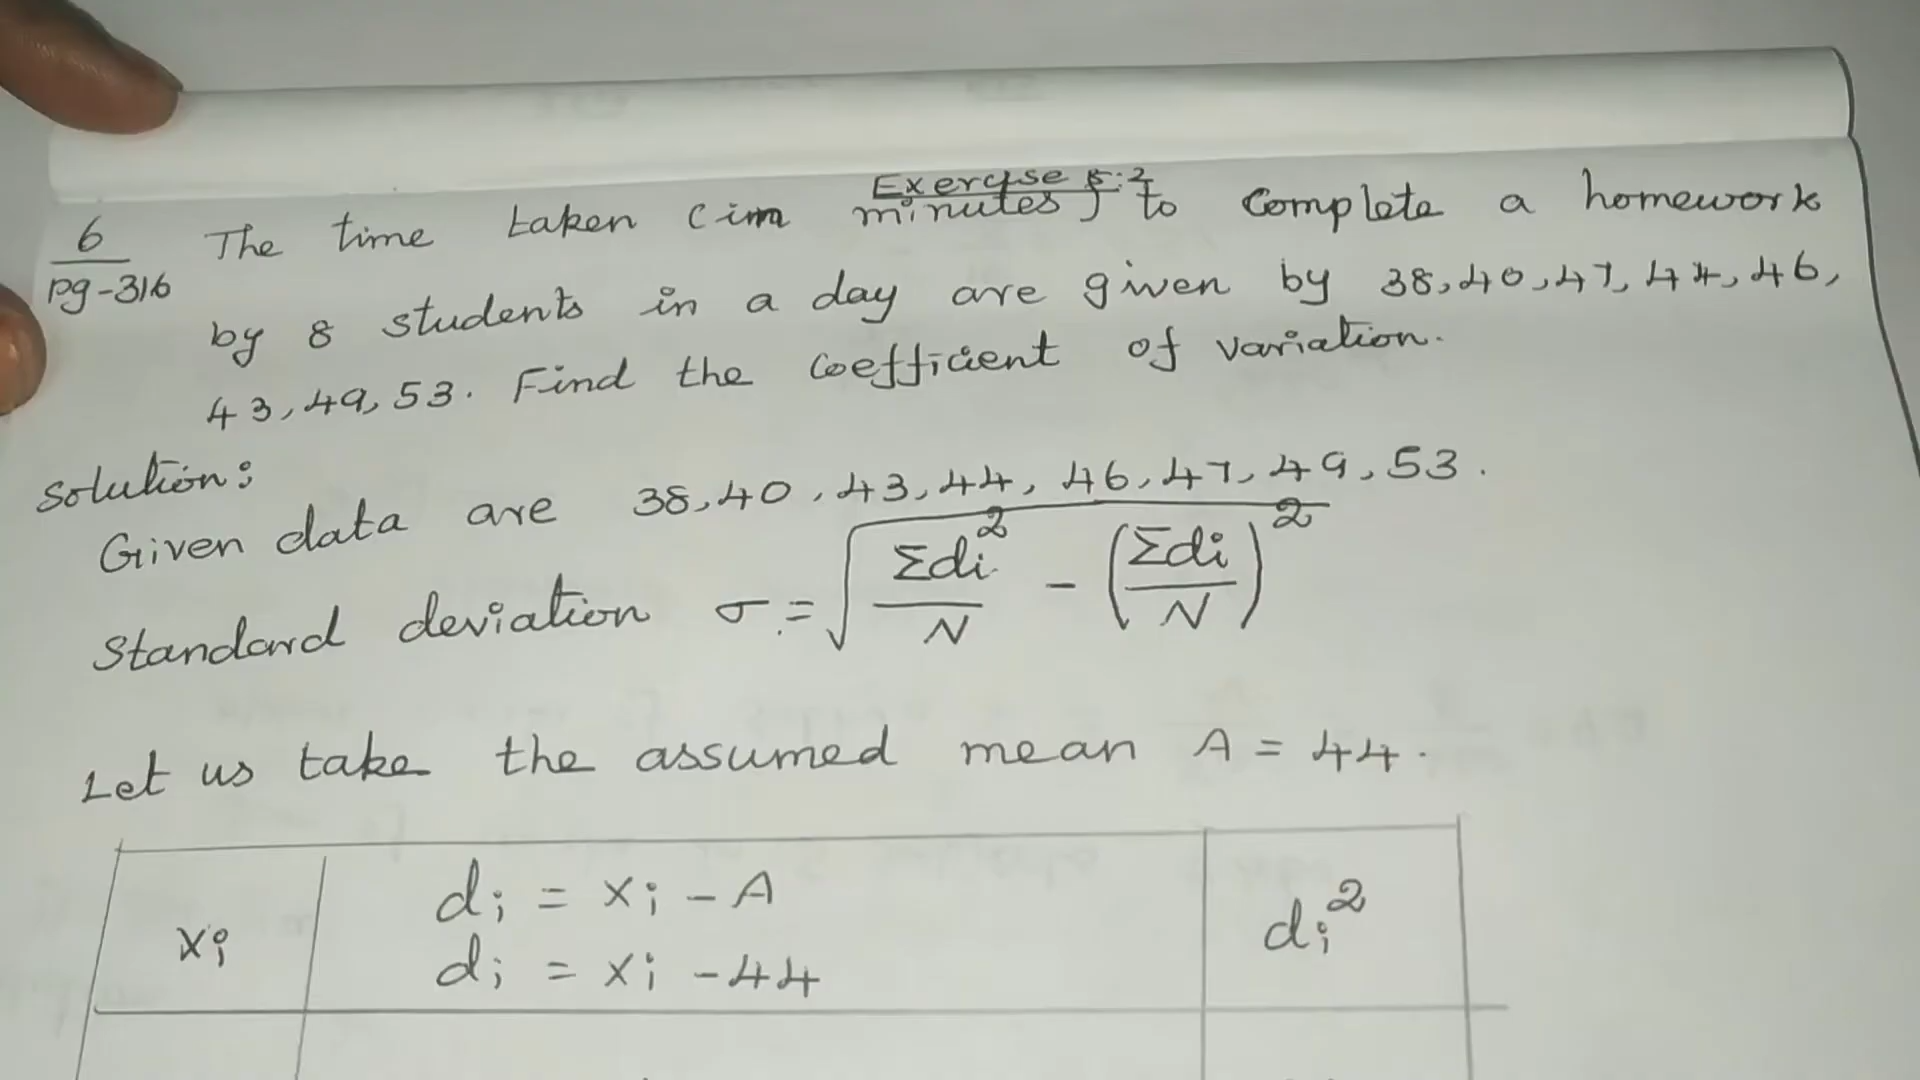 Exercise 8.2
6
pg-316
The time taken (in minutes) to complete a homework
by 8 students in a day are given by 38, 40, 47, 44, 46,
43, 49, 53. Find the coefficient of variation.
Solution:
Given data are 38, 40, 43, 44, 46, 47, 49, 53.
Standard deviation σ = √(Σdi²/N - (Σdi/N)²)
Let us take the assumed mean A = 44.
xi
di = xi - A
di = xi - 44
di²